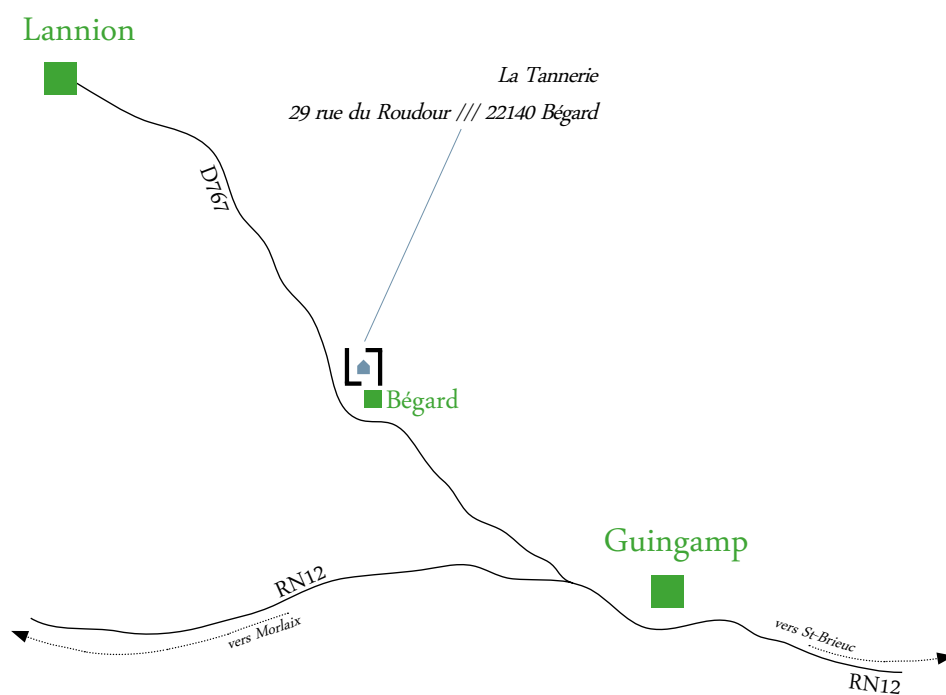 Lannion
La Tannerie
29 rue du Roudour /// 22140 Bégard
D767
Bégard
Guingamp
RN12
vers Morlaix
vers St-Brieuc
RN12